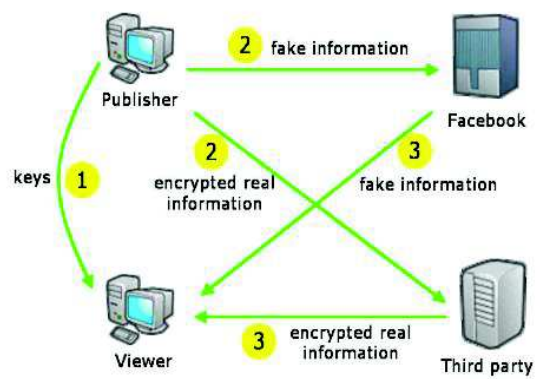 2 fake information
Publisher
Facebook
keys 1
2
encrypted real
information
3
fake information
Viewer
3 encrypted real
information
Third party